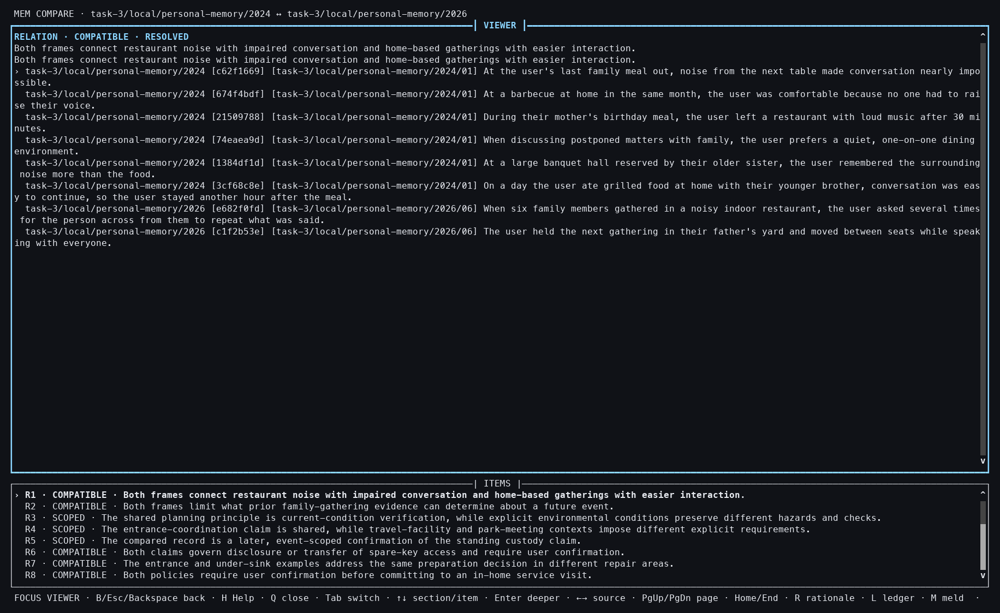 MEM COMPARE · task-3/local/personal-memory/2024 ↔ task-3/local/personal-memory/2026
VIEWER
RELATION · COMPATIBLE · RESOLVED
Both frames connect restaurant noise with impaired conversation and home-based gatherings with easier interaction.
Both frames connect restaurant noise with impaired conversation and home-based gatherings with easier interaction.
› task-3/local/personal-memory/2024 [c62f1669] [task-3/local/personal-memory/2024/01] At the user's last family meal out, noise from the next table made conversation nearly impo
ssible.
task-3/local/personal-memory/2024 [674f4bdf] [task-3/local/personal-memory/2024/01] At a barbecue at home in the same month, the user was comfortable because no one had to rai
se their voice.
task-3/local/personal-memory/2024 [21509788] [task-3/local/personal-memory/2024/01] During their mother's birthday meal, the user left a restaurant with loud music after 30 mi
nutes.
task-3/local/personal-memory/2024 [74eaea9d] [task-3/local/personal-memory/2024/01] When discussing postponed matters with family, the user prefers a quiet, one-on-one dining
environment.
task-3/local/personal-memory/2024 [1384df1d] [task-3/local/personal-memory/2024/01] At a large banquet hall reserved by their older sister, the user remembered the surrounding
noise more than the food.
task-3/local/personal-memory/2024 [3cf68c8e] [task-3/local/personal-memory/2024/01] On a day the user ate grilled food at home with their younger brother, conversation was eas
y to continue, so the user stayed another hour after the meal.
task-3/local/personal-memory/2026 [e682f0fd] [task-3/local/personal-memory/2026/06] When six family members gathered in a noisy indoor restaurant, the user asked several times
for the person across from them to repeat what was said.
task-3/local/personal-memory/2026 [c1f2b53e] [task-3/local/personal-memory/2026/06] The user held the next gathering in their father's yard and moved between seats while speak
ing with everyone.
ITEMS
› R1 · COMPATIBLE · Both frames connect restaurant noise with impaired conversation and home-based gatherings with easier interaction.
R2 · COMPATIBLE · Both frames limit what prior family-gathering evidence can determine about a future event.
R3 · SCOPED · The shared planning principle is current-condition verification, while explicit environmental conditions preserve different hazards and checks.
R4 · SCOPED · The entrance-coordination claim is shared, while travel-facility and park-meeting contexts impose different explicit requirements.
R5 · SCOPED · The compared record is a later, event-scoped confirmation of the standing custody claim.
R6 · COMPATIBLE · Both claims govern disclosure or transfer of spare-key access and require user confirmation.
R7 · COMPATIBLE · The entrance and under-sink examples address the same preparation decision in different repair areas.
R8 · COMPATIBLE · Both policies require user confirmation before committing to an in-home service visit.
FOCUS VIEWER · B/Esc/Backspace back · H Help · Q close · Tab switch · ↑↓ section/item · Enter deeper · ←→ source · PgUp/PgDn page · Home/End · R rationale · L ledger · M meld ·